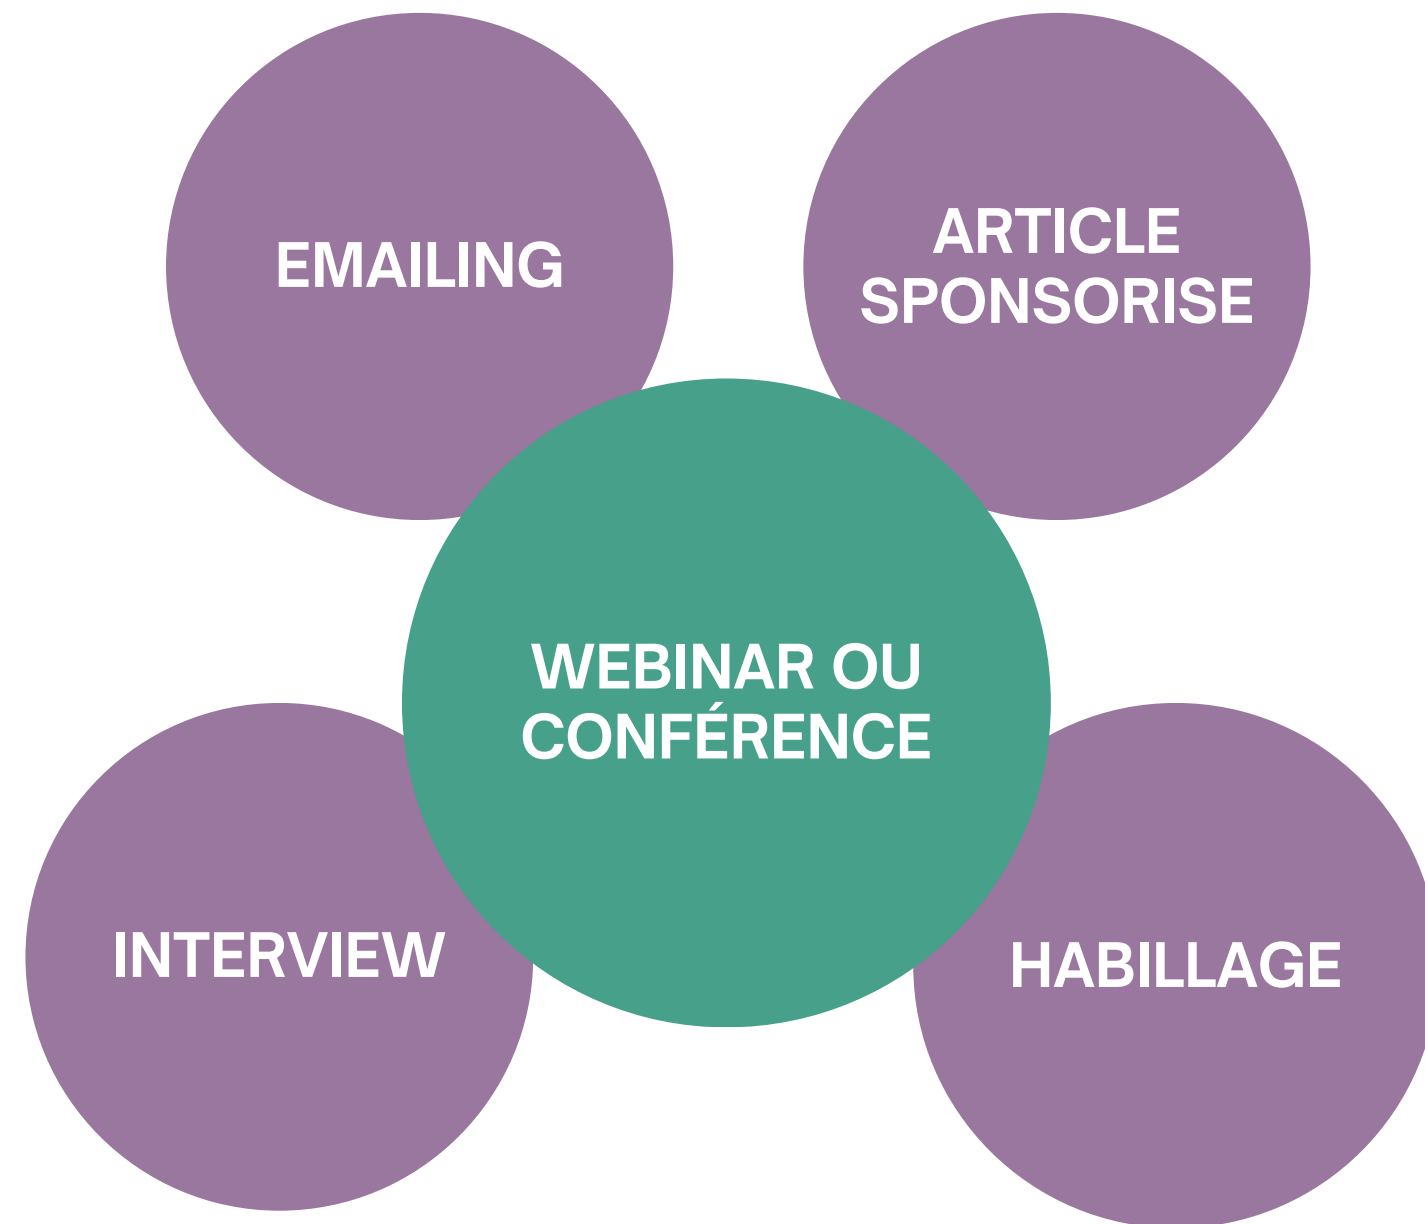 EMAILING
ARTICLE
SPONSORISE
WEBINAR OU
CONFÉRENCE
INTERVIEW
HABILLAGE